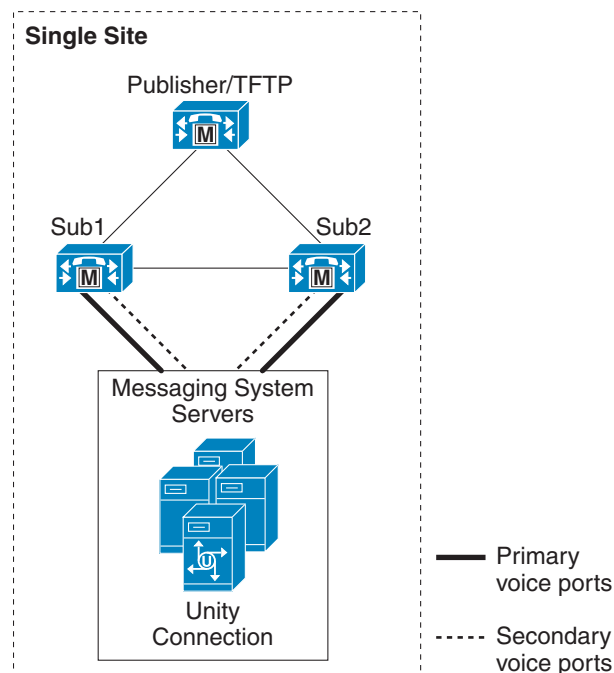 Single Site
Publisher/TFTP
M
Sub1
Sub2
M
M
Messaging System
Servers
U
Unity
Connection
Primary
voice ports
Secondary
voice ports